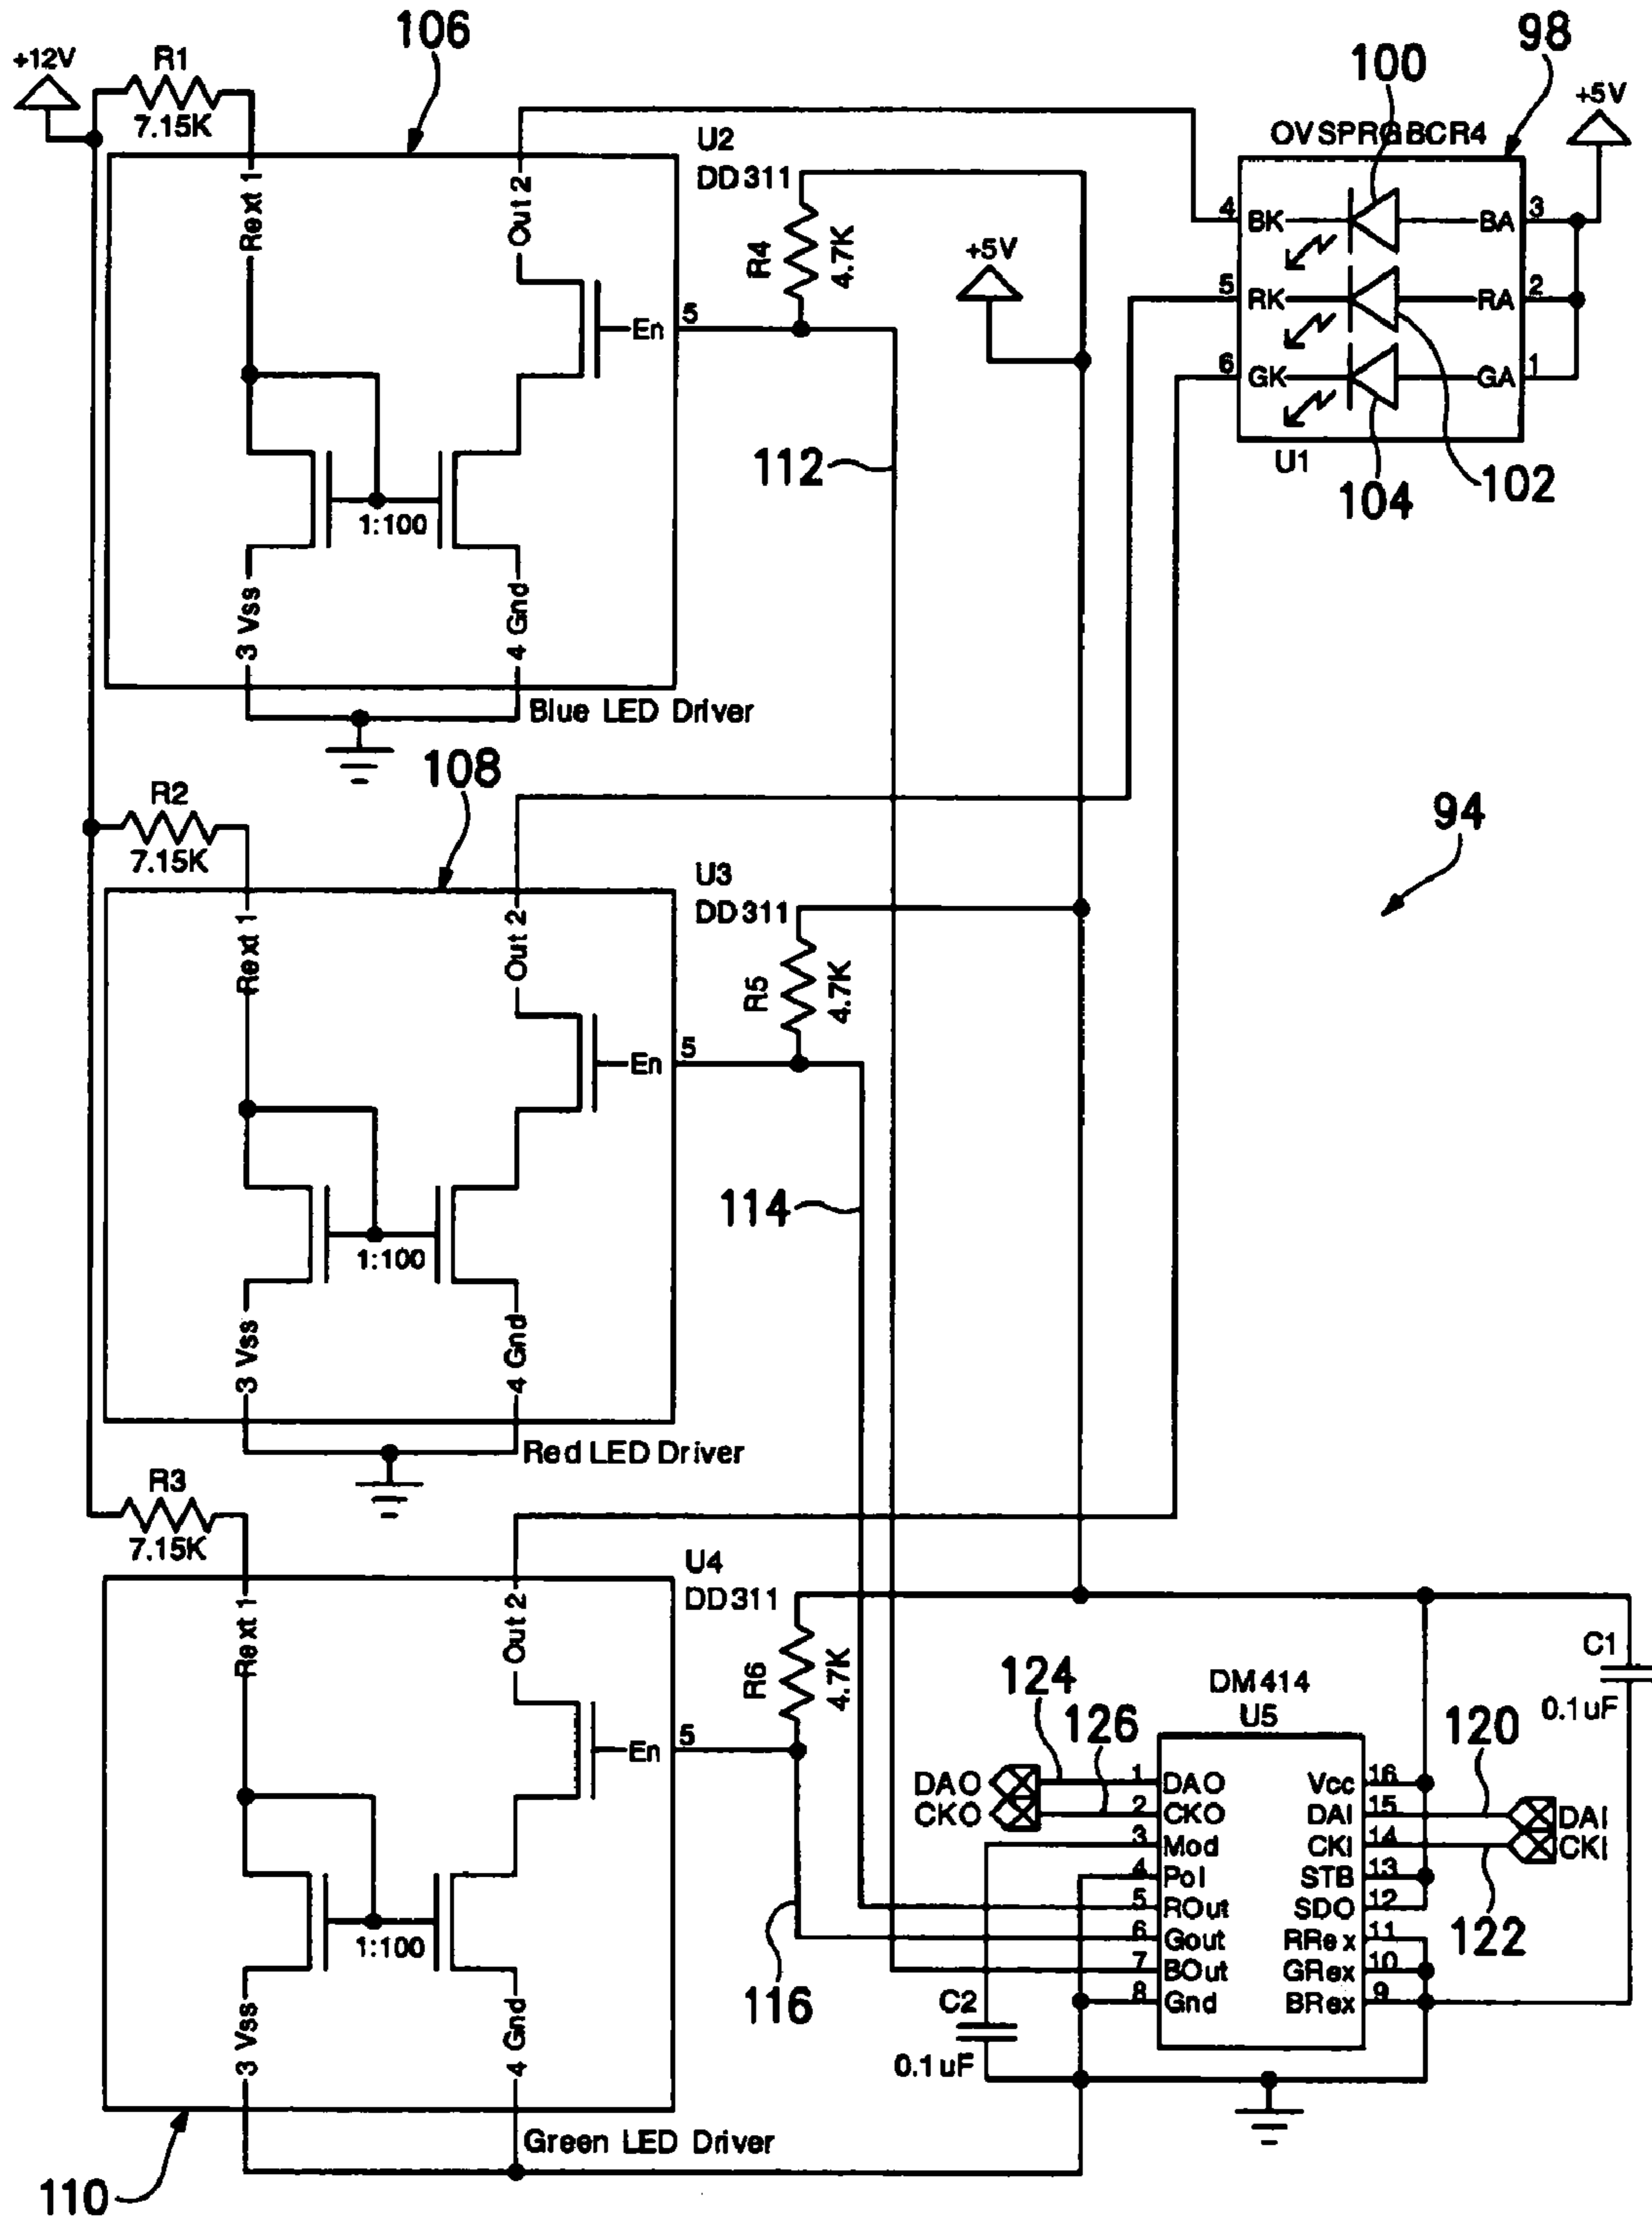 106
98
+12V
R1
100
+5V
7.15K
U2
OVSPRGBCR4
DD311
Rext 1
Out 2
R4
4.7K
+5V
4 BK
BA 3
En 5
5 RK
RA 2
6 GK
GA 1
112
U1
104
102
1:100
3 Vss
4 Gnd
Blue LED Driver
108
R2
7.15K
94
U3
DD311
Rext 1
Out 2
R5
4.7K
En 5
114
1:100
3 Vss
4 Gnd
Red LED Driver
R3
7.15K
U4
DD311
Rext 1
Out 2
R6
4.7K
C1
0.1uF
124
126
DM414
U5
120
En 5
DAO
1 DAO
Vcc 16
CKO
2 CKO
DAI 15
DAI
3 Mod
CKI 14
CKI
4 Pol
STB 13
5 ROut
SDO 12
6 Gout
RRex 11
122
7 BOut
GRex 10
8 Gnd
BRex 9
1:100
116
C2
0.1uF
3 Vss
4 Gnd
Green LED Driver
110